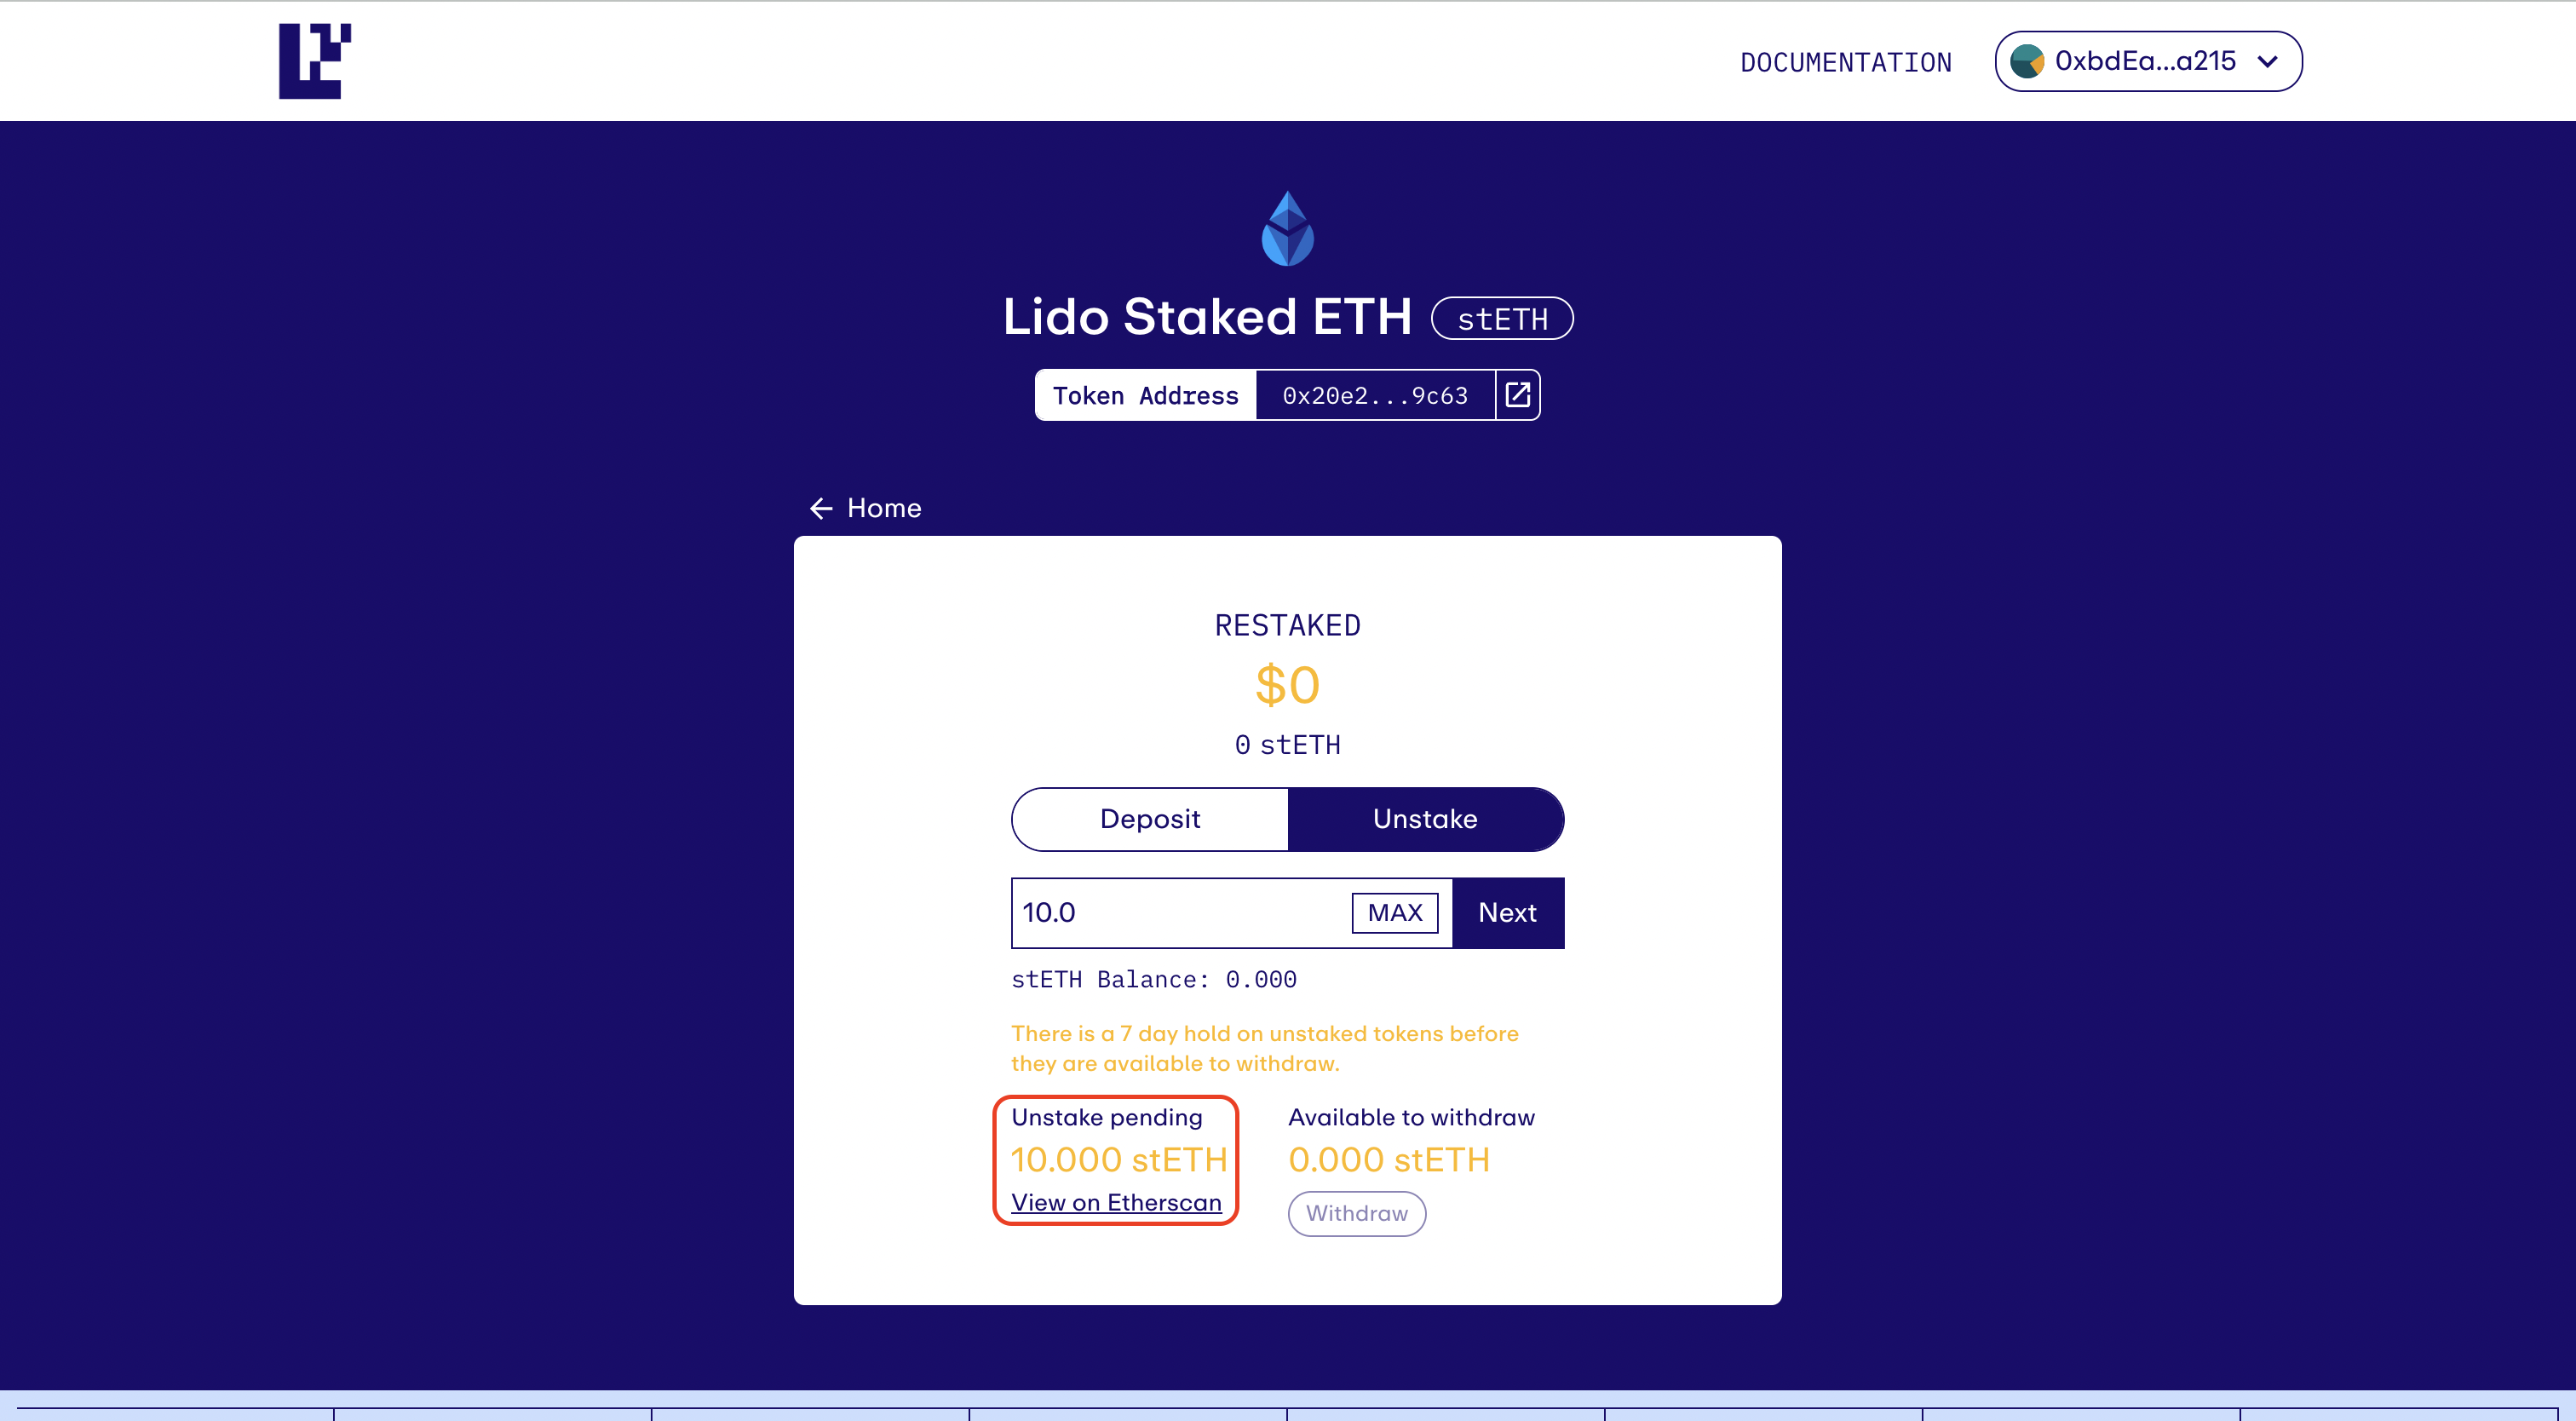 DOCUMENTATION
0xbdEa...a215
Lido Staked ETH stETH
Token Address 0x20e2...9c63
Home
RESTAKED
$0
0 stETH
Deposit Unstake
10.0 MAX Next
stETH Balance: 0.000
There is a 7 day hold on unstaked tokens before
they are available to withdraw.
Unstake pending
10.000 stETH
View on Etherscan
Available to withdraw
0.000 stETH
Withdraw